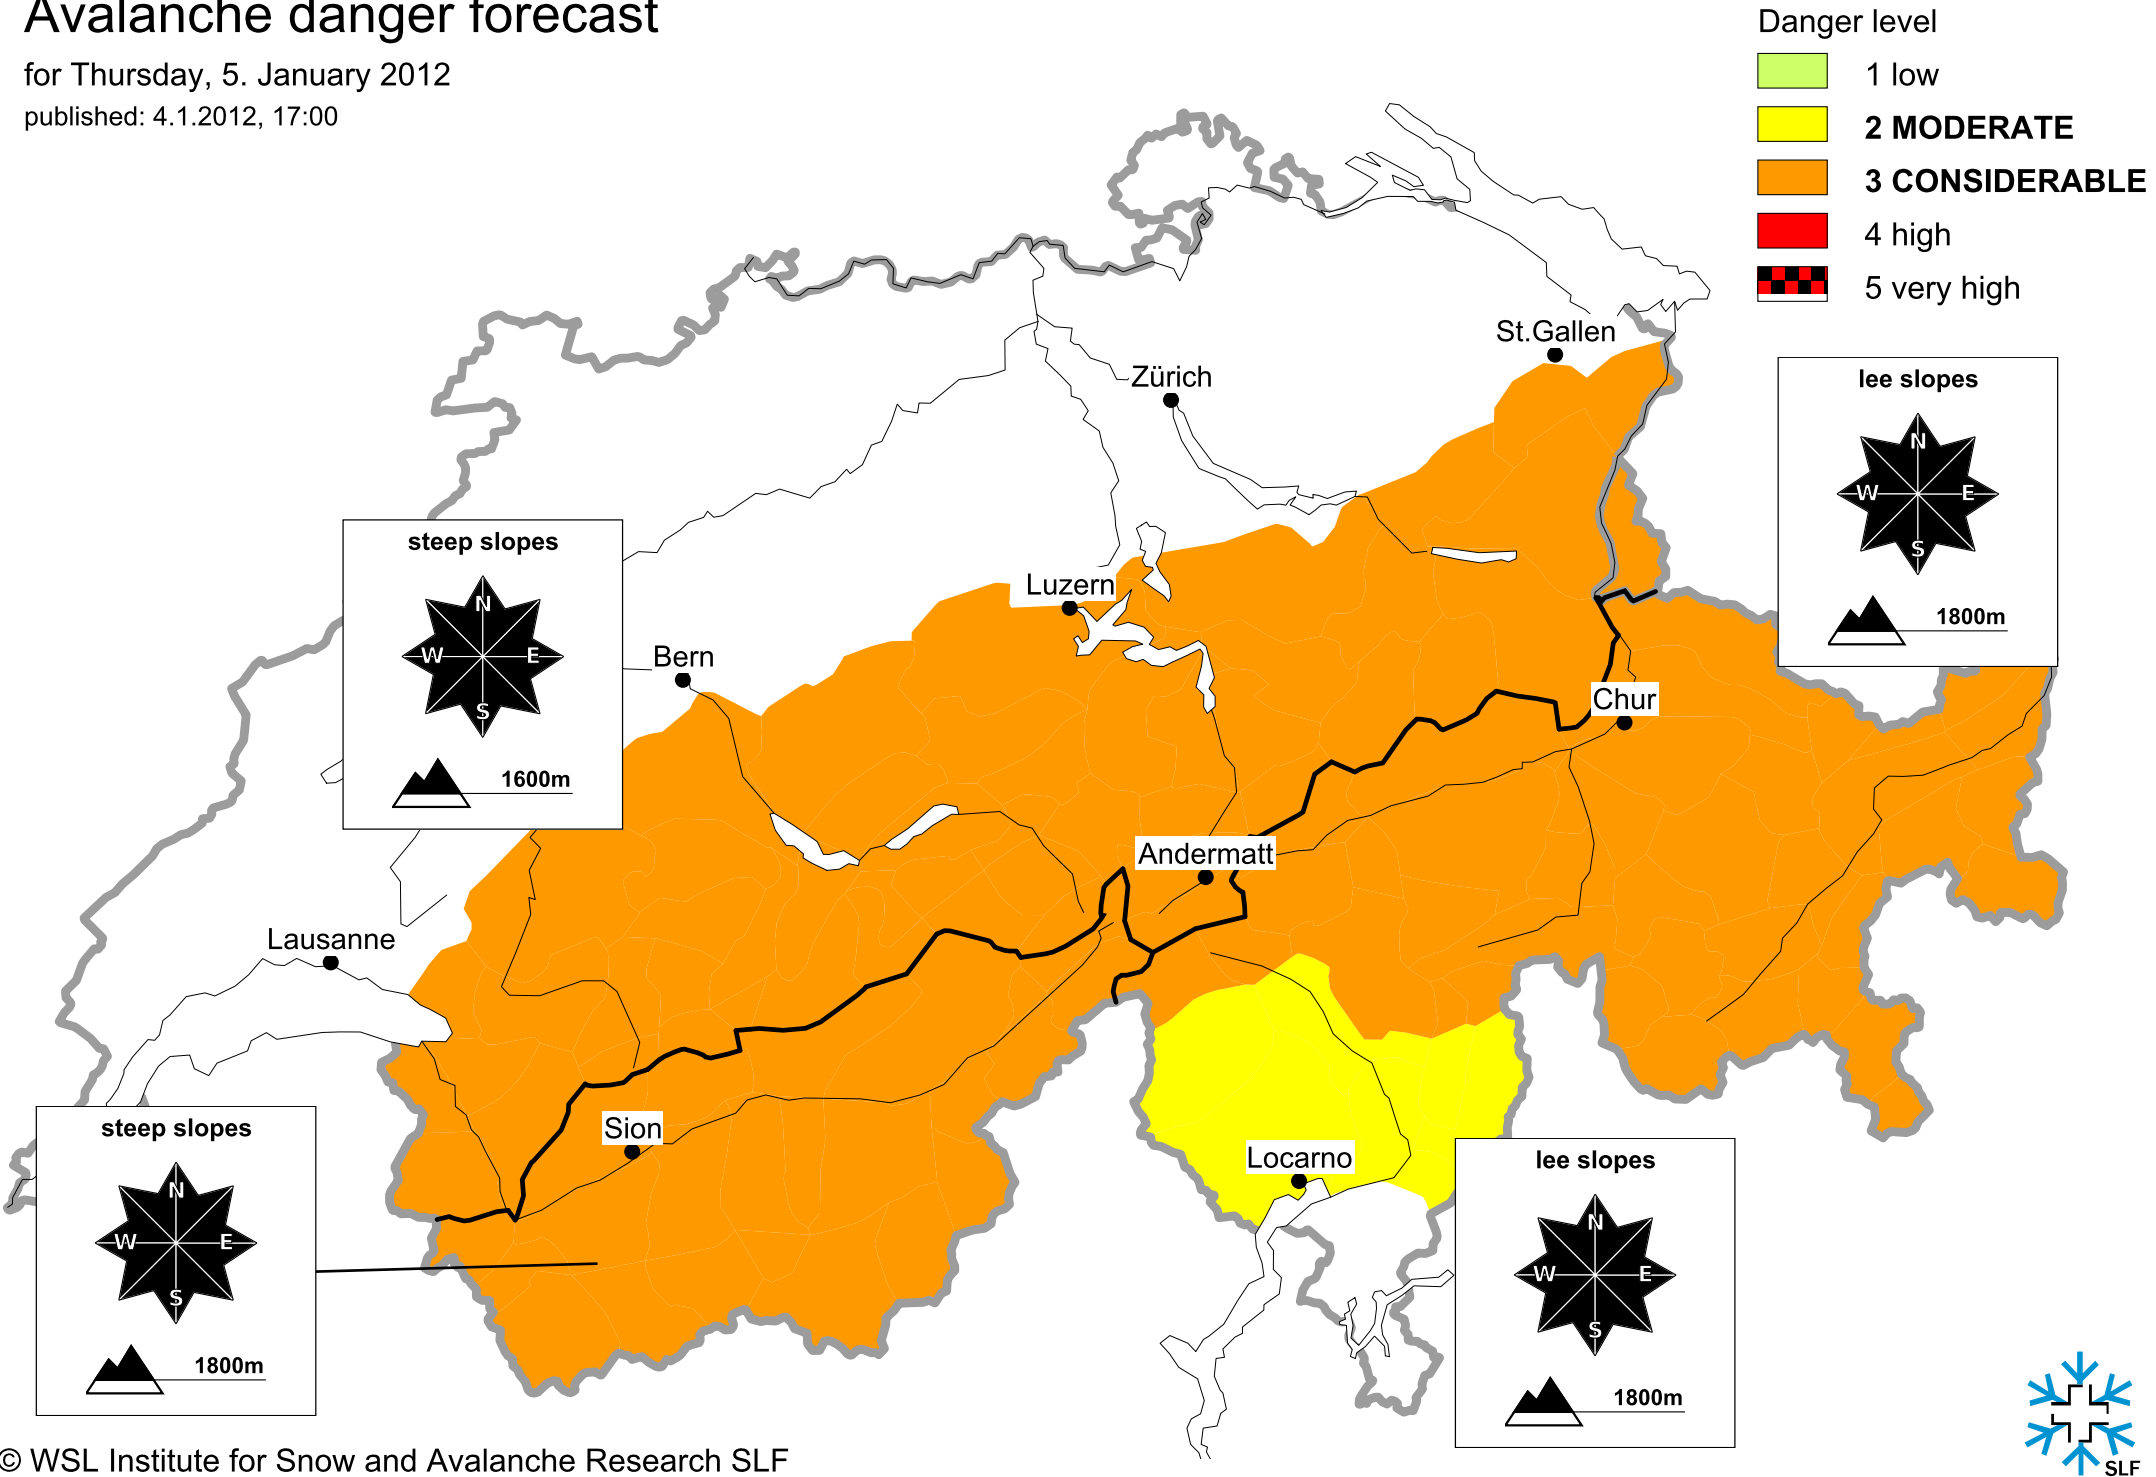 Avalanche danger forecast
for Thursday, 5. January 2012
published: 4.1.2012, 17:00
Danger level
1 low
2 MODERATE
3 CONSIDERABLE
4 high
5 very high
St.Gallen
Zürich
lee slopes
N
W E
S
1800m
steep slopes
N
W E
S
1600m
Luzern
Bern
Chur
Andermatt
Lausanne
Sion
Locarno
steep slopes
N
W E
S
1800m
lee slopes
N
W E
S
1800m
© WSL Institute for Snow and Avalanche Research SLF
SLF